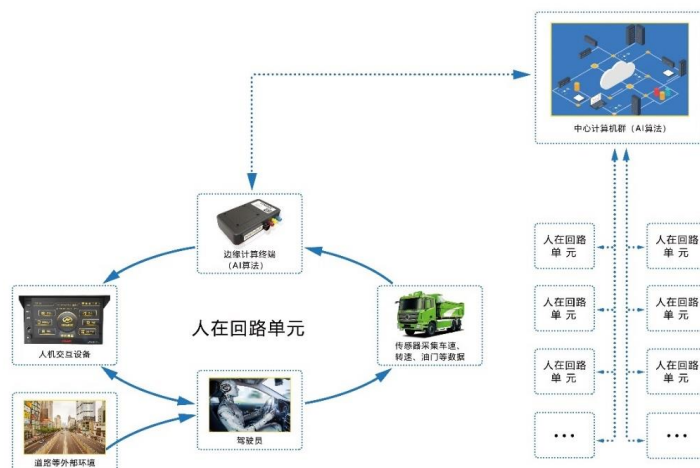 中心计算机群（AI算法）
边缘计算终端
（AI算法）
人在回路单元
人机交互设备
传感器采集车速、
转速、油门等数据
驾驶员
道路等外部环境
人在回路
单 元
人在回路
单 元
人在回路
单 元
人在回路
单 元
人在回路
单 元
人在回路
单 元
•••
•••